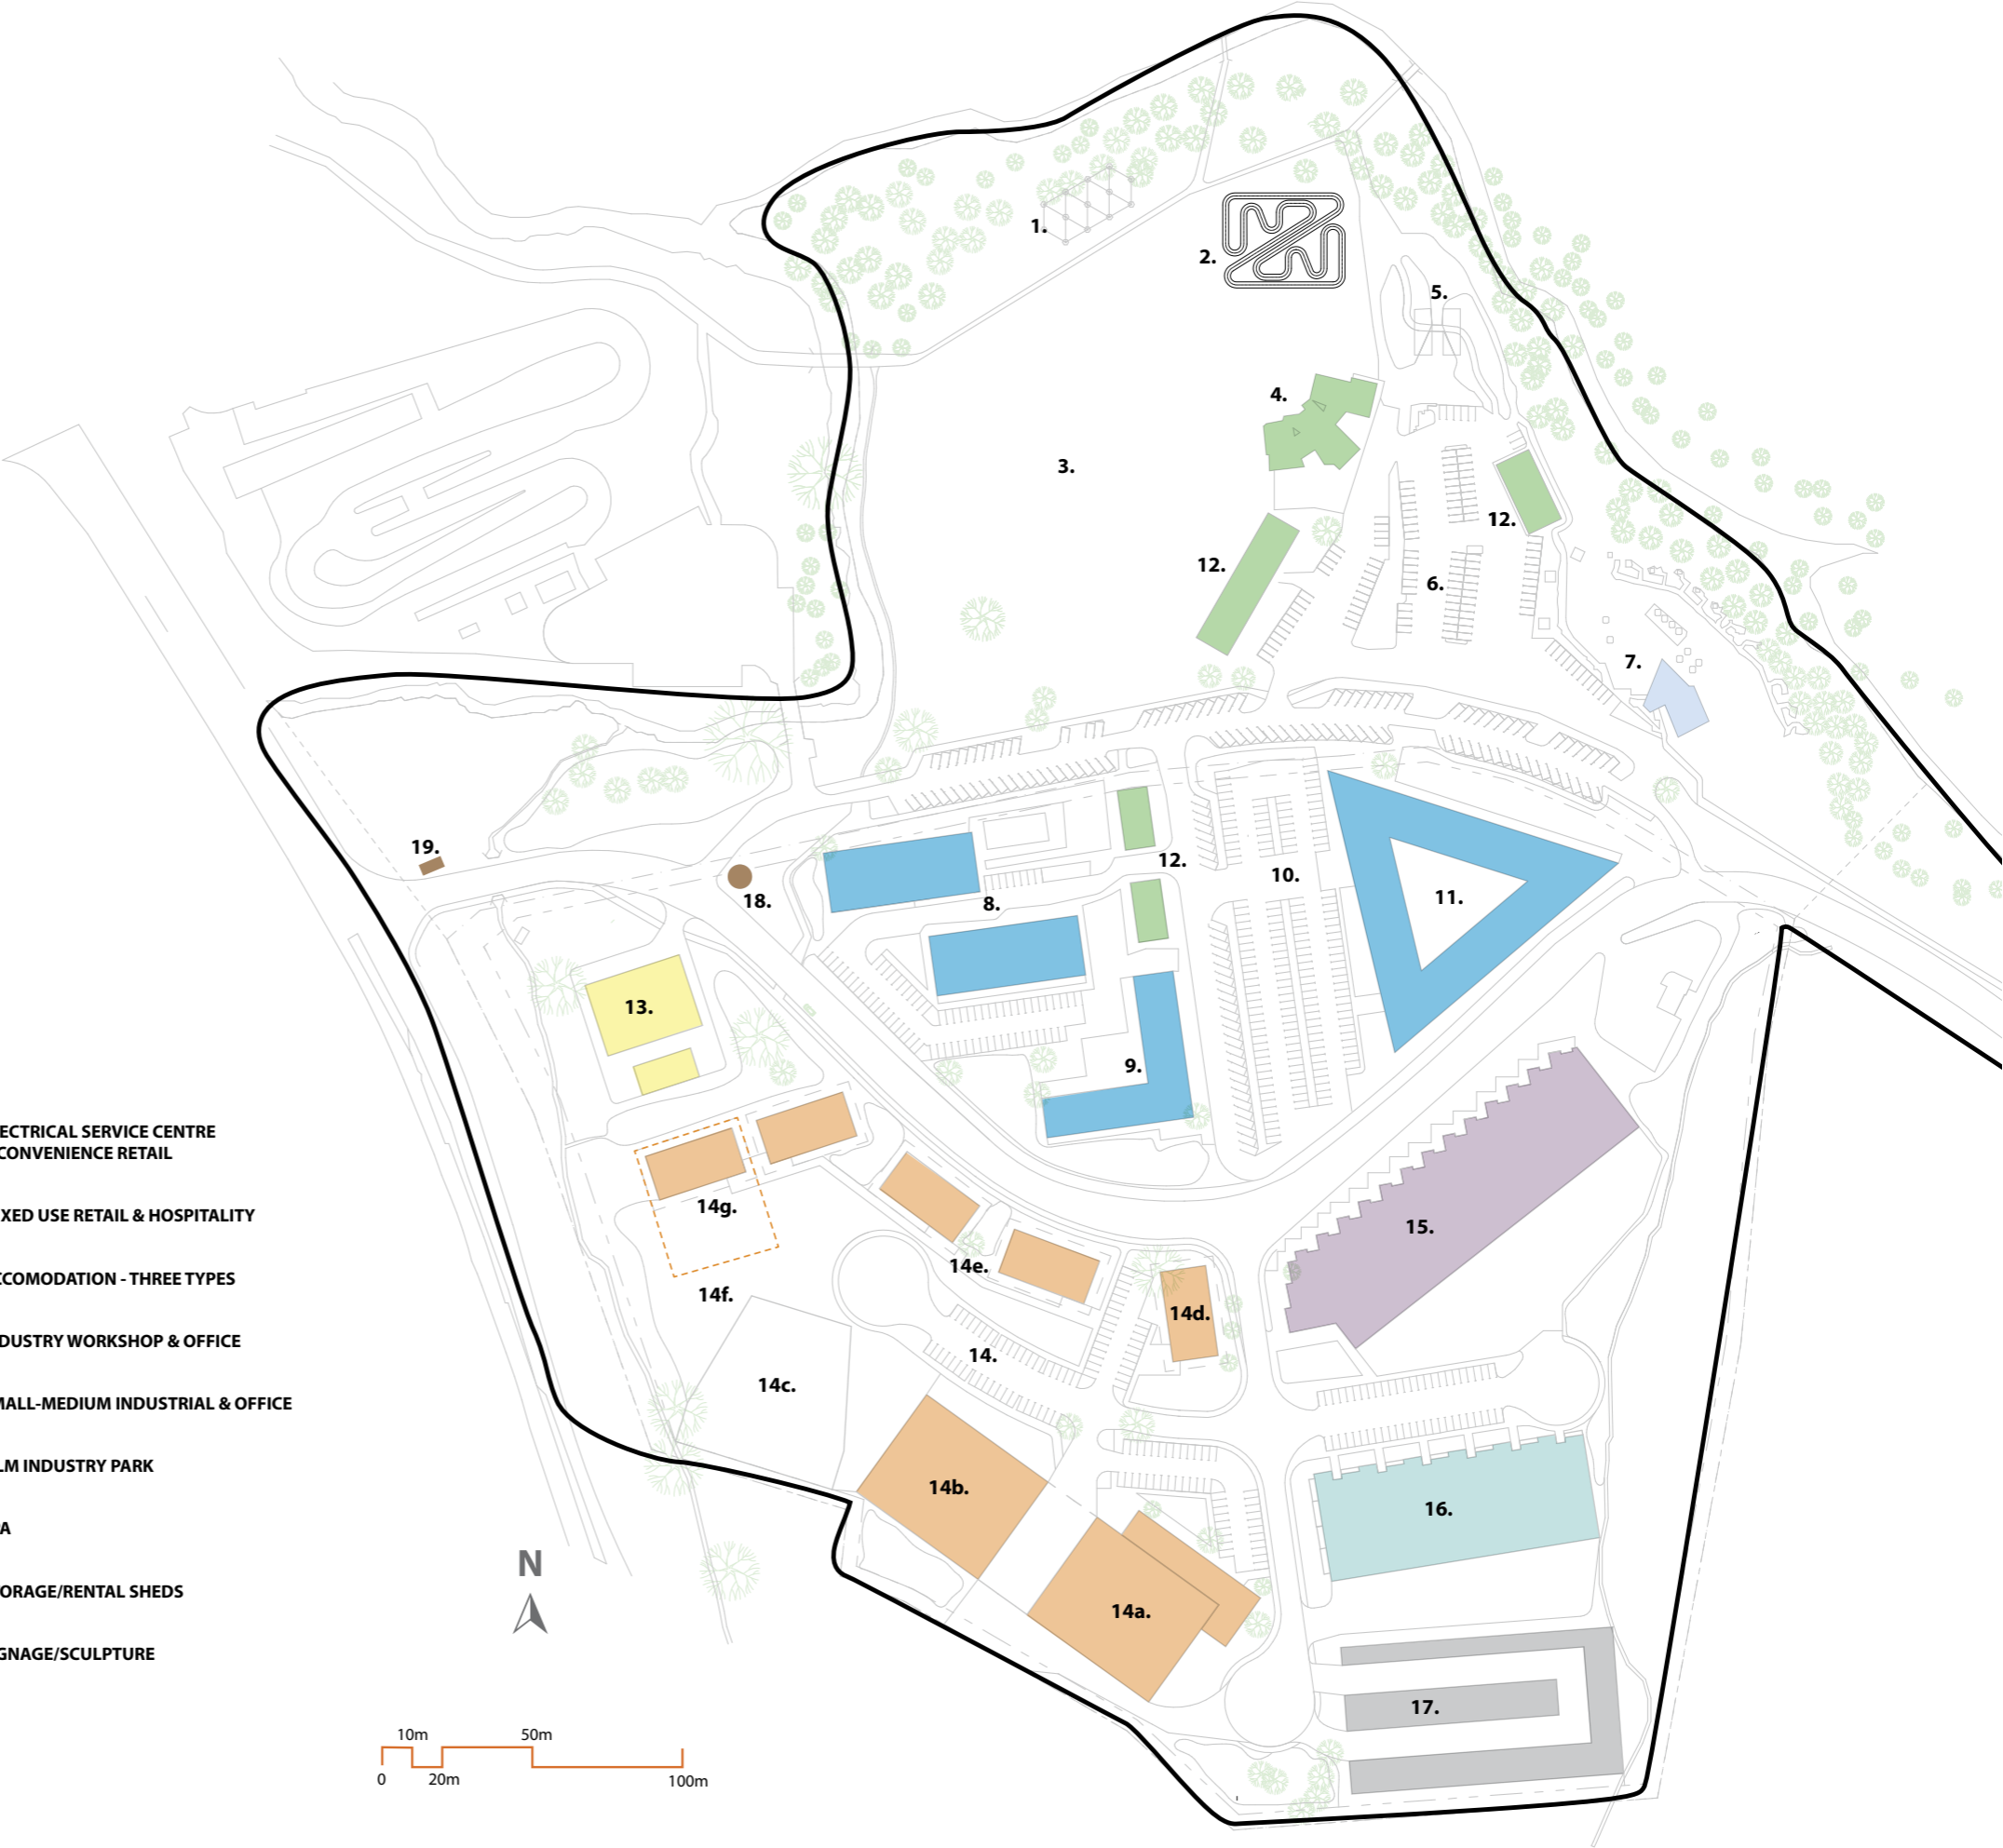 1.
2.
5.
4.
3.
12.
12.
6.
7.
19.
18.
8.
12.
10.
11.
13.
9.
ECTRICAL SERVICE CENTRE
CONVENIENCE RETAIL
XED USE RETAIL & HOSPITALITY
CCOMODATION - THREE TYPES
DUSTRY WORKSHOP & OFFICE
MALL-MEDIUM INDUSTRIAL & OFFICE
LM INDUSTRY PARK
PA
ORAGE/RENTAL SHEDS
GNAGE/SCULPTURE
14g.
15.
14e.
14f.
14d.
14.
14c.
14b.
16.
14a.
17.
N
10m 50m
0 20m 100m